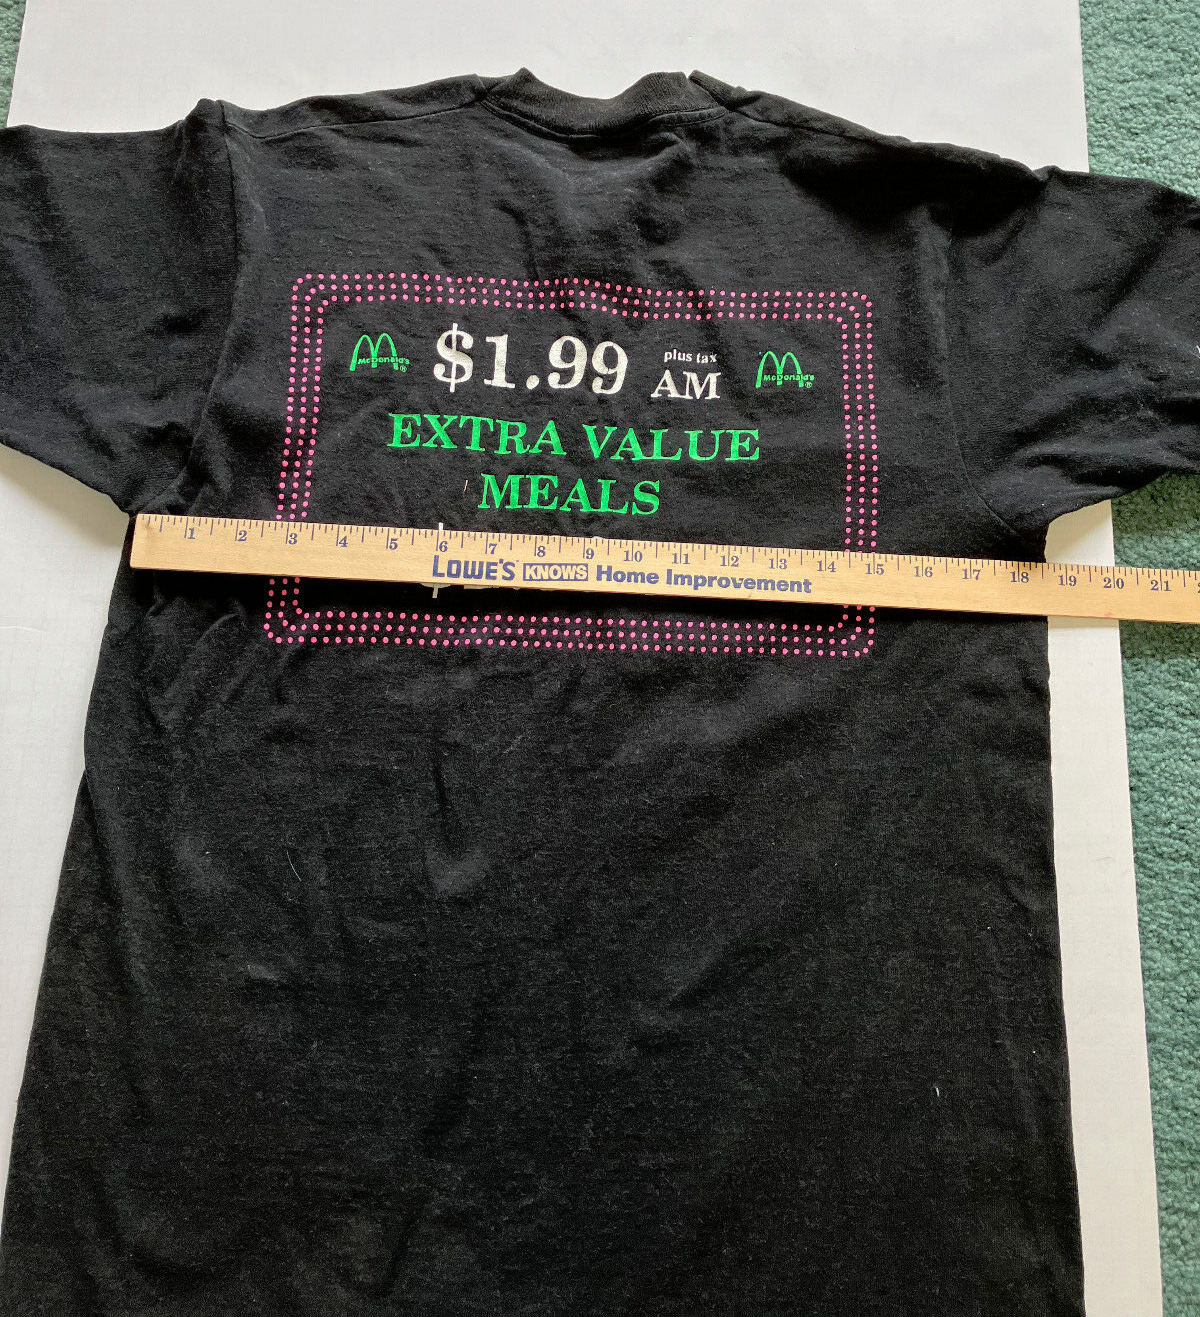 $1.99 plus tax AM
McDonald's ®
McDonald's ®
EXTRA VALUE
MEALS
1 2 3 4 5 6 7 8 9 10 11 12 13 14 15 16 17 18 19 20 21
LOWE'S KNOWS Home Improvement